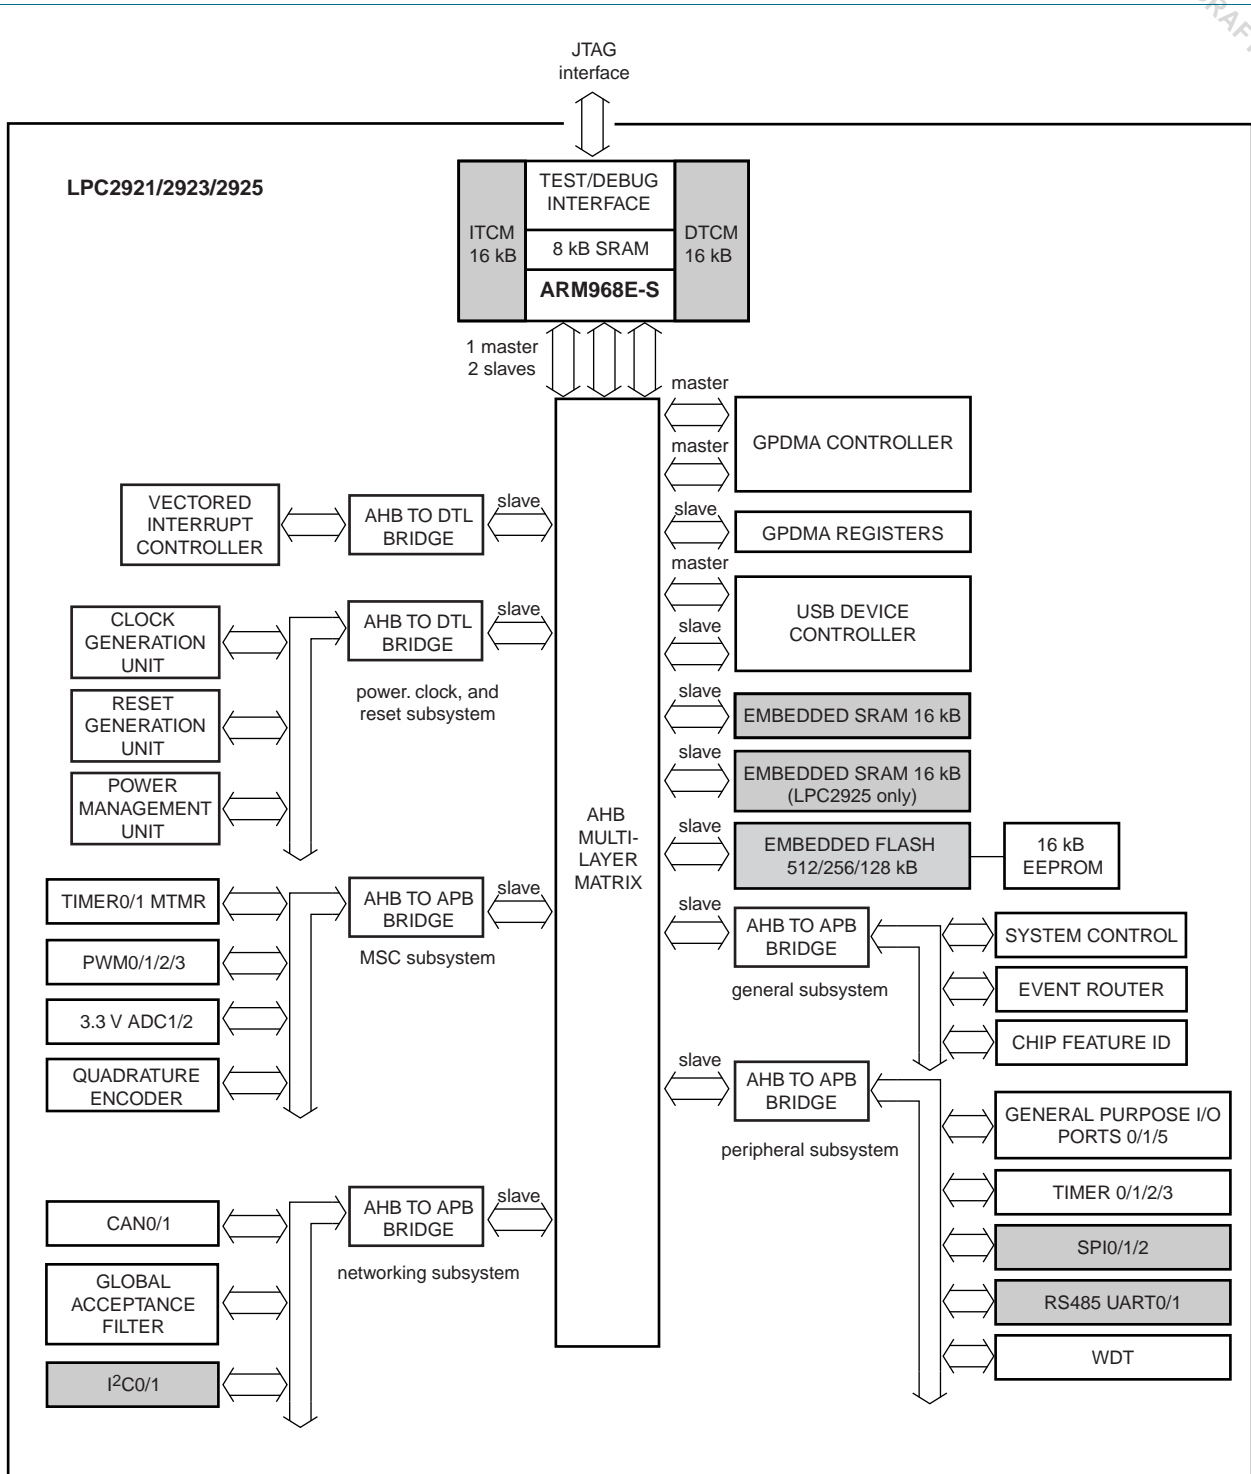 DRAFT
JTAG
interface
LPC2921/2923/2925
TEST/DEBUG
INTERFACE
ITCM
16 kB
8 kB SRAM
DTCM
16 kB
ARM968E-S
1 master
2 slaves
master
GPDMA CONTROLLER
master
VECTORED
INTERRUPT
CONTROLLER
AHB TO DTL
BRIDGE
slave
slave
GPDMA REGISTERS
master
USB DEVICE
CONTROLLER
slave
CLOCK
GENERATION
UNIT
AHB TO DTL
BRIDGE
slave
power. clock, and
reset subsystem
RESET
GENERATION
UNIT
POWER
MANAGEMENT
UNIT
slave
EMBEDDED SRAM 16 kB
slave
EMBEDDED SRAM 16 kB
(LPC2925 only)
AHB
MULTI-
LAYER
MATRIX
slave
EMBEDDED FLASH
512/256/128 kB
16 kB
EEPROM
TIMER0/1 MTMR
AHB TO APB
BRIDGE
slave
MSC subsystem
PWM0/1/2/3
3.3 V ADC1/2
QUADRATURE
ENCODER
slave
AHB TO APB
BRIDGE
general subsystem
SYSTEM CONTROL
EVENT ROUTER
CHIP FEATURE ID
slave
AHB TO APB
BRIDGE
peripheral subsystem
GENERAL PURPOSE I/O
PORTS 0/1/5
TIMER 0/1/2/3
SPI0/1/2
RS485 UART0/1
WDT
CAN0/1
AHB TO APB
BRIDGE
slave
networking subsystem
GLOBAL
ACCEPTANCE
FILTER
I2C0/1